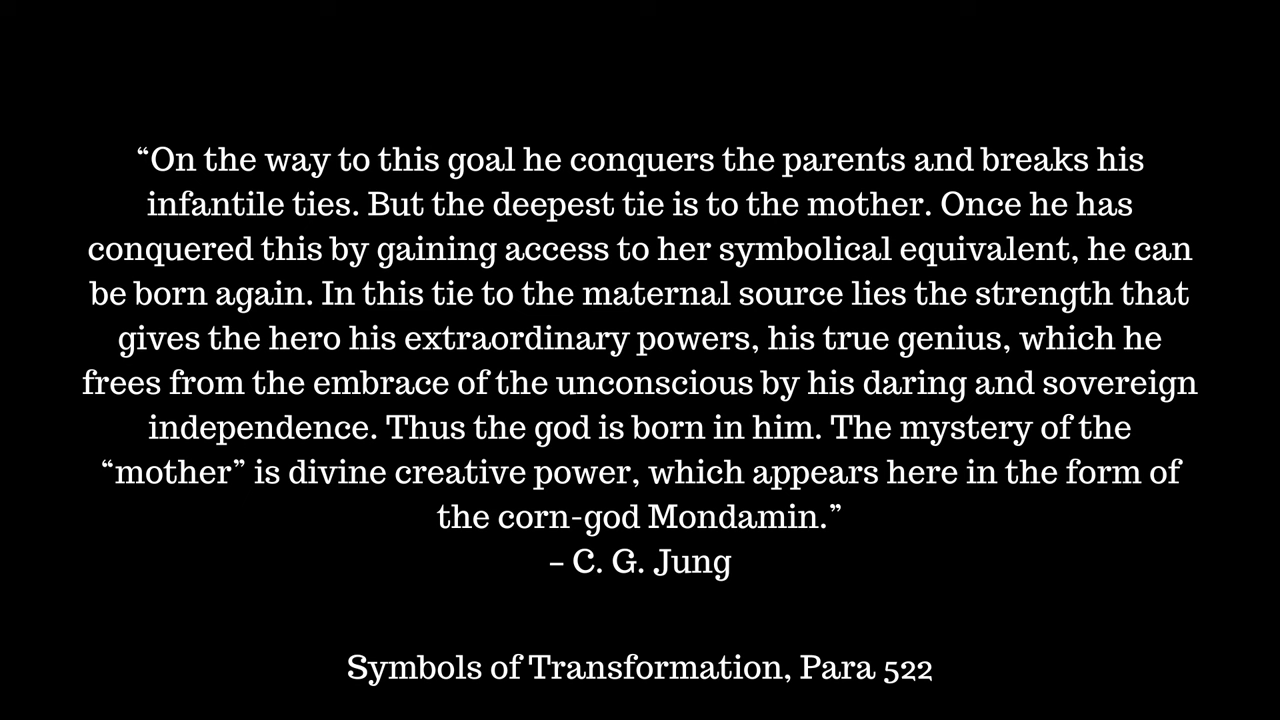 “On the way to this goal he conquers the parents and breaks his
infantile ties. But the deepest tie is to the mother. Once he has
conquered this by gaining access to her symbolical equivalent, he can
be born again. In this tie to the maternal source lies the strength that
gives the hero his extraordinary powers, his true genius, which he
frees from the embrace of the unconscious by his daring and sovereign
independence. Thus the god is born in him. The mystery of the
“mother” is divine creative power, which appears here in the form of
the corn-god Mondamin.”
– C. G. Jung
Symbols of Transformation, Para 522